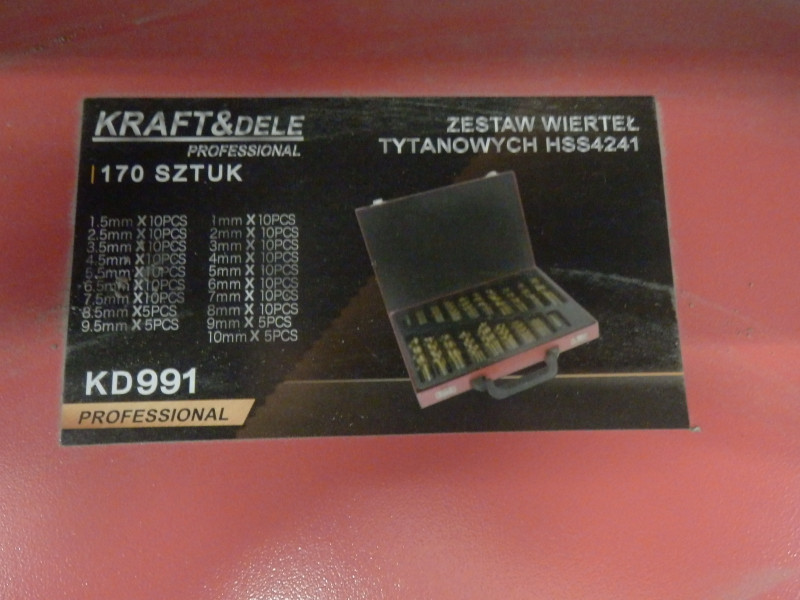 KRAFT&DELE
PROFESSIONAL
170 SZTUK
ZESTAW WIERTEŁ
TYTANOWYCH HSS4241
1.5mm X 10PCS
2.5mm X 10PCS
3.5mm X 10PCS
4.5mm X 10PCS
5.5mm X 10PCS
6.5mm X 10PCS
7.5mm X 10PCS
8.5mm X 5PCS
9.5mm X 5PCS
1mm X 10PCS
2mm X 10PCS
3mm X 10PCS
4mm X 10PCS
5mm X 10PCS
6mm X 10PCS
7mm X 10PCS
8mm X 10PCS
9mm X 5PCS
10mm X 5PCS
KD991
PROFESSIONAL